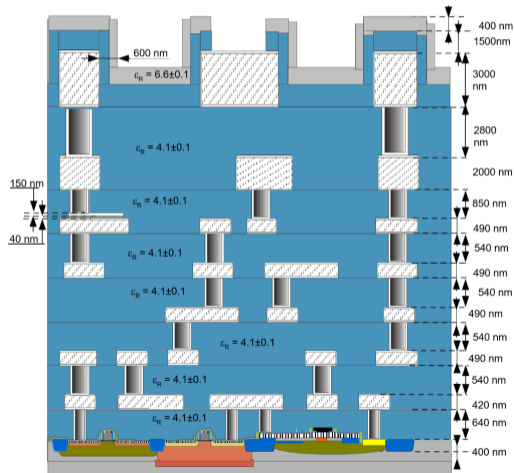 400 nm
1500nm
600 nm
εR = 6.6±0.1
3000
nm
2800
nm
εR = 4.1±0.1
2000 nm
150 nm
εR = 4.1±0.1
850 nm
490 nm
40 nm
εR = 4.1±0.1
540 nm
490 nm
εR = 4.1±0.1
540 nm
490 nm
εR = 4.1±0.1
540 nm
490 nm
εR = 4.1±0.1
540 nm
420 nm
εR = 4.1±0.1
640 nm
400 nm